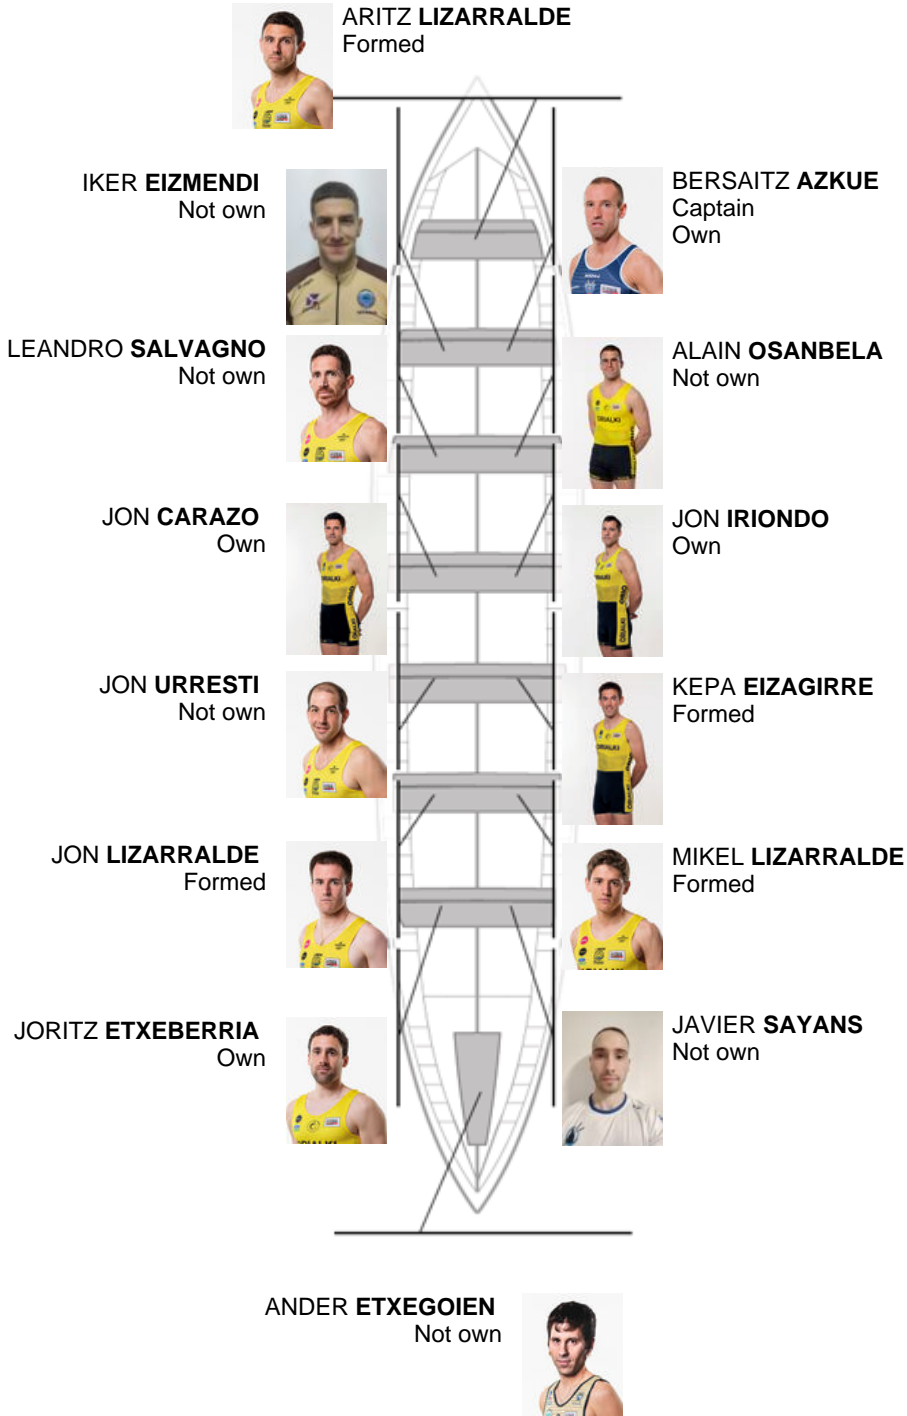 ARITZ LIZARRALDE
Formed
IKER EIZMENDI
Not own
BERSAITZ AZKUE
Captain
Own
LEANDRO SALVAGNO
Not own
ALAIN OSANBELA
Not own
JON CARAZO
Own
JON IRIONDO
Own
JON URRESTI
Not own
KEPA EIZAGIRRE
Formed
JON LIZARRALDE
Formed
MIKEL LIZARRALDE
Formed
JORITZ ETXEBERRIA
Own
JAVIER SAYANS
Not own
ANDER ETXEGOIEN
Not own